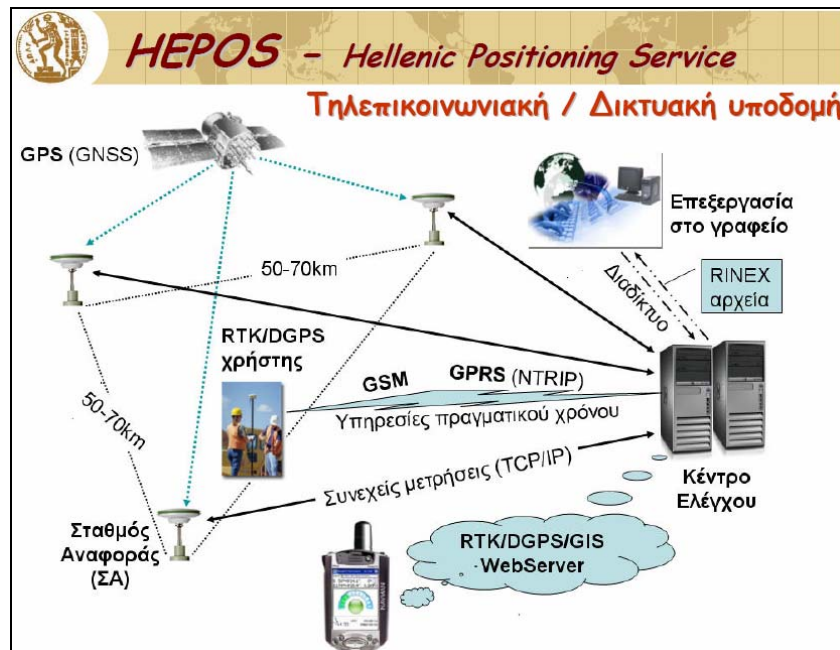 HEPOS - Hellenic Positioning Service
Τηλεπικοινωνιακή / Δικτυακή υποδομή
GPS (GNSS)
50-70km
50-70km
RTK/DGPS
χρήστης
Επεξεργασία
στο γραφείο
Διαδίκτυο
RINEX
αρχεία
GSM GPRS (NTRIP)
Υπηρεσίες πραγματικού χρόνου
Συνεχείς μετρήσεις (TCP/IP)
Κέντρο
Ελέγχου
Σταθμός
Αναφοράς
(ΣΑ)
RTK/DGPS/GIS
WebServer